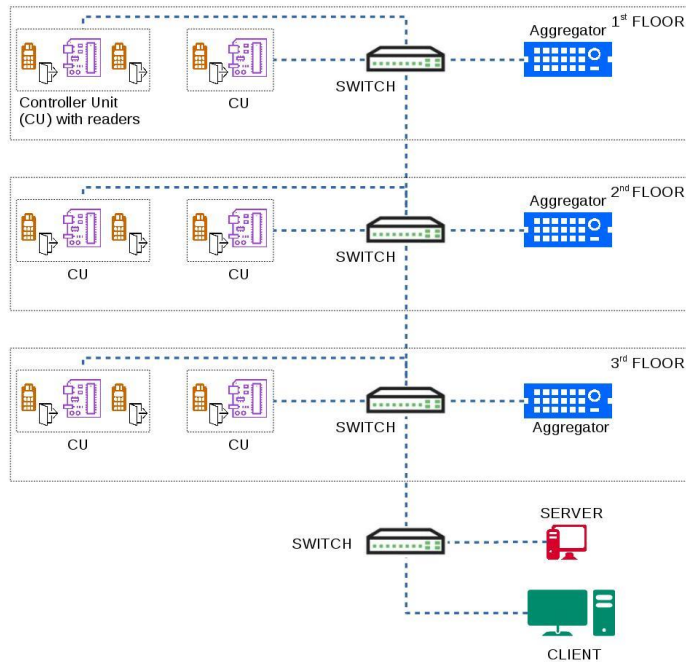 1st FLOOR
Aggregator
SWITCH
Controller Unit
(CU) with readers
CU
2nd FLOOR
Aggregator
SWITCH
CU
CU
3rd FLOOR
SWITCH
Aggregator
CU
CU
SERVER
SWITCH
CLIENT